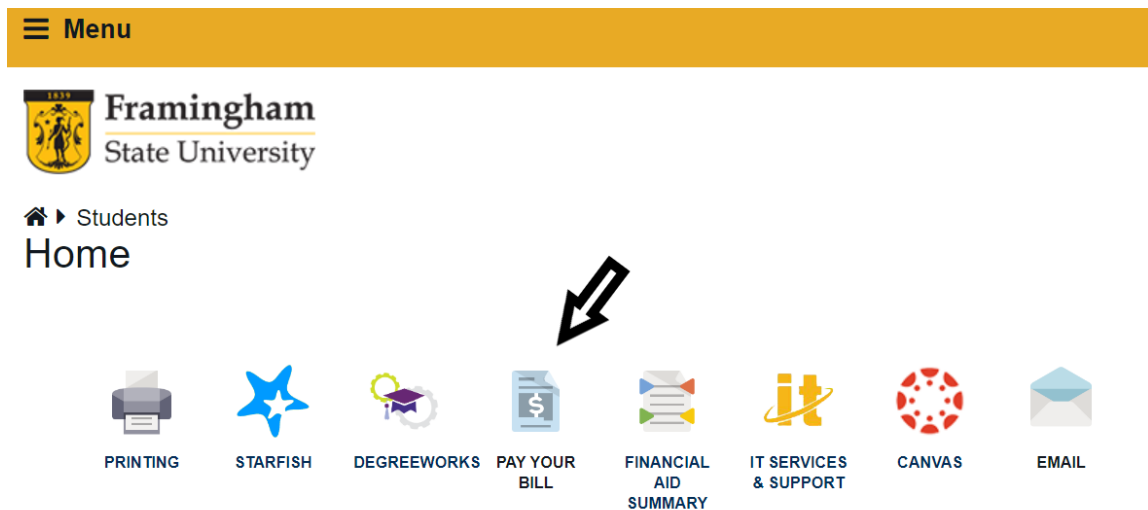 Menu
1839
Framingham
State University
Students
Home
$
it
PRINTING
STARFISH
DEGREEWORKS
PAY YOUR
BILL
FINANCIAL
AID
SUMMARY
IT SERVICES
& SUPPORT
CANVAS
EMAIL